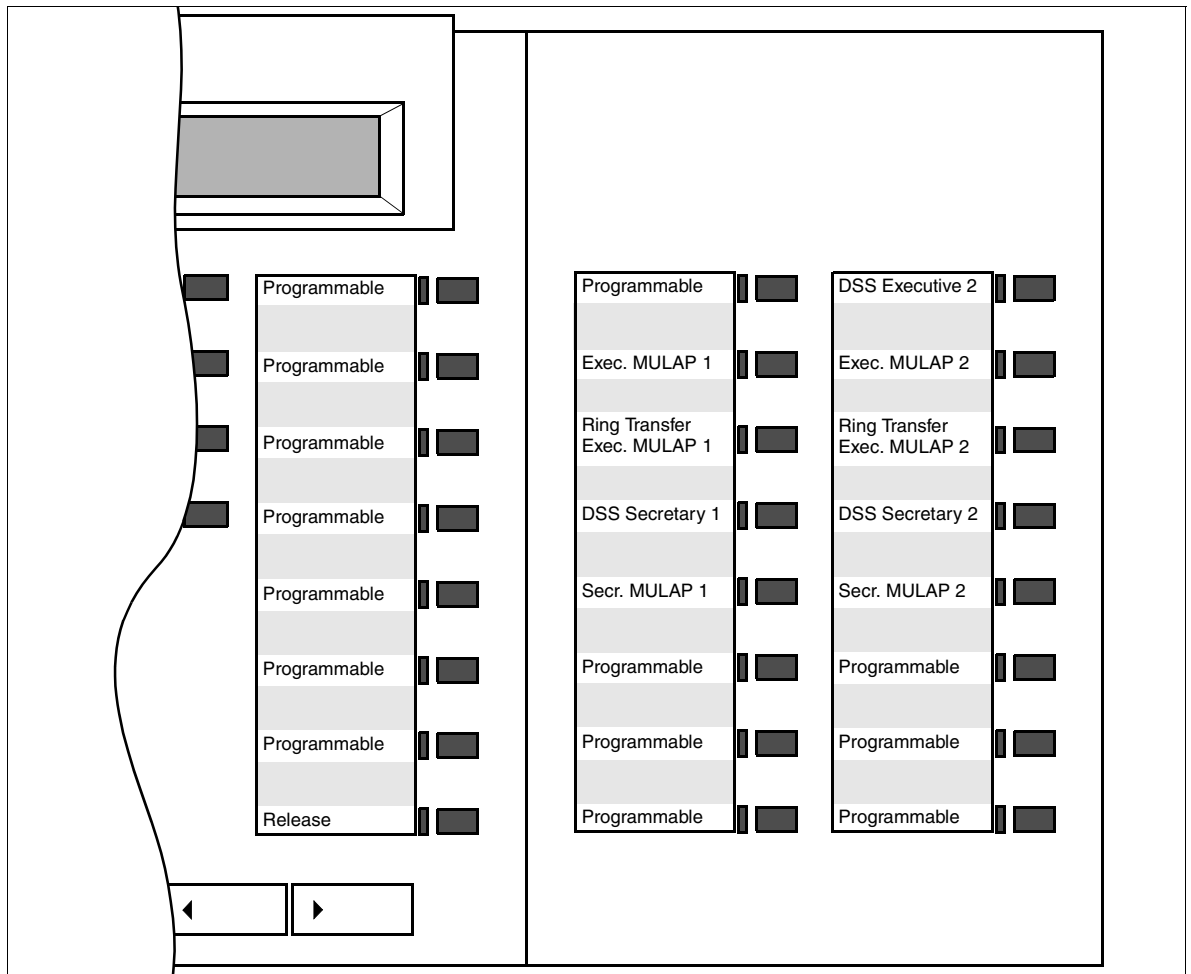 Programmable
Programmable
Programmable
Programmable
Programmable
Programmable
Programmable
Release
Programmable
Exec. MULAP 1
Ring Transfer
Exec. MULAP 1
DSS Secretary 1
Secr. MULAP 1
Programmable
Programmable
Programmable
DSS Executive 2
Exec. MULAP 2
Ring Transfer
Exec. MULAP 2
DSS Secretary 2
Secr. MULAP 2
Programmable
Programmable
Programmable